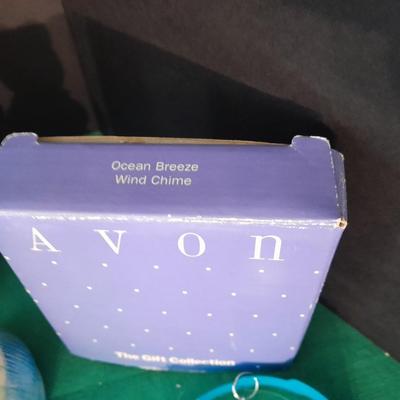 Ocean Breeze
Wind Chime
AVON
The Gift Collection